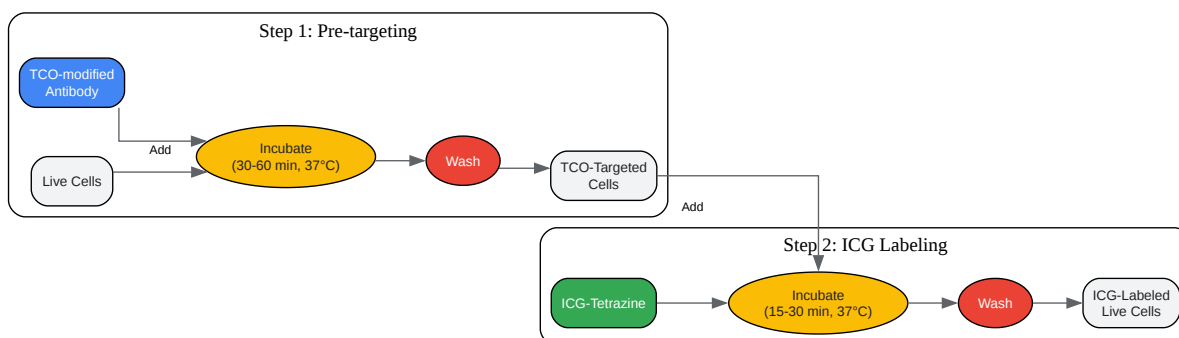 Step 1: Pre-targeting
TCO-modified
Antibody
Add
Live Cells
Incubate
(30-60 min, 37°C)
Wash
TCO-Targeted
Cells
Add
Step 2: ICG Labeling
ICG-Tetrazine
Incubate
(15-30 min, 37°C)
Wash
ICG-Labeled
Live Cells